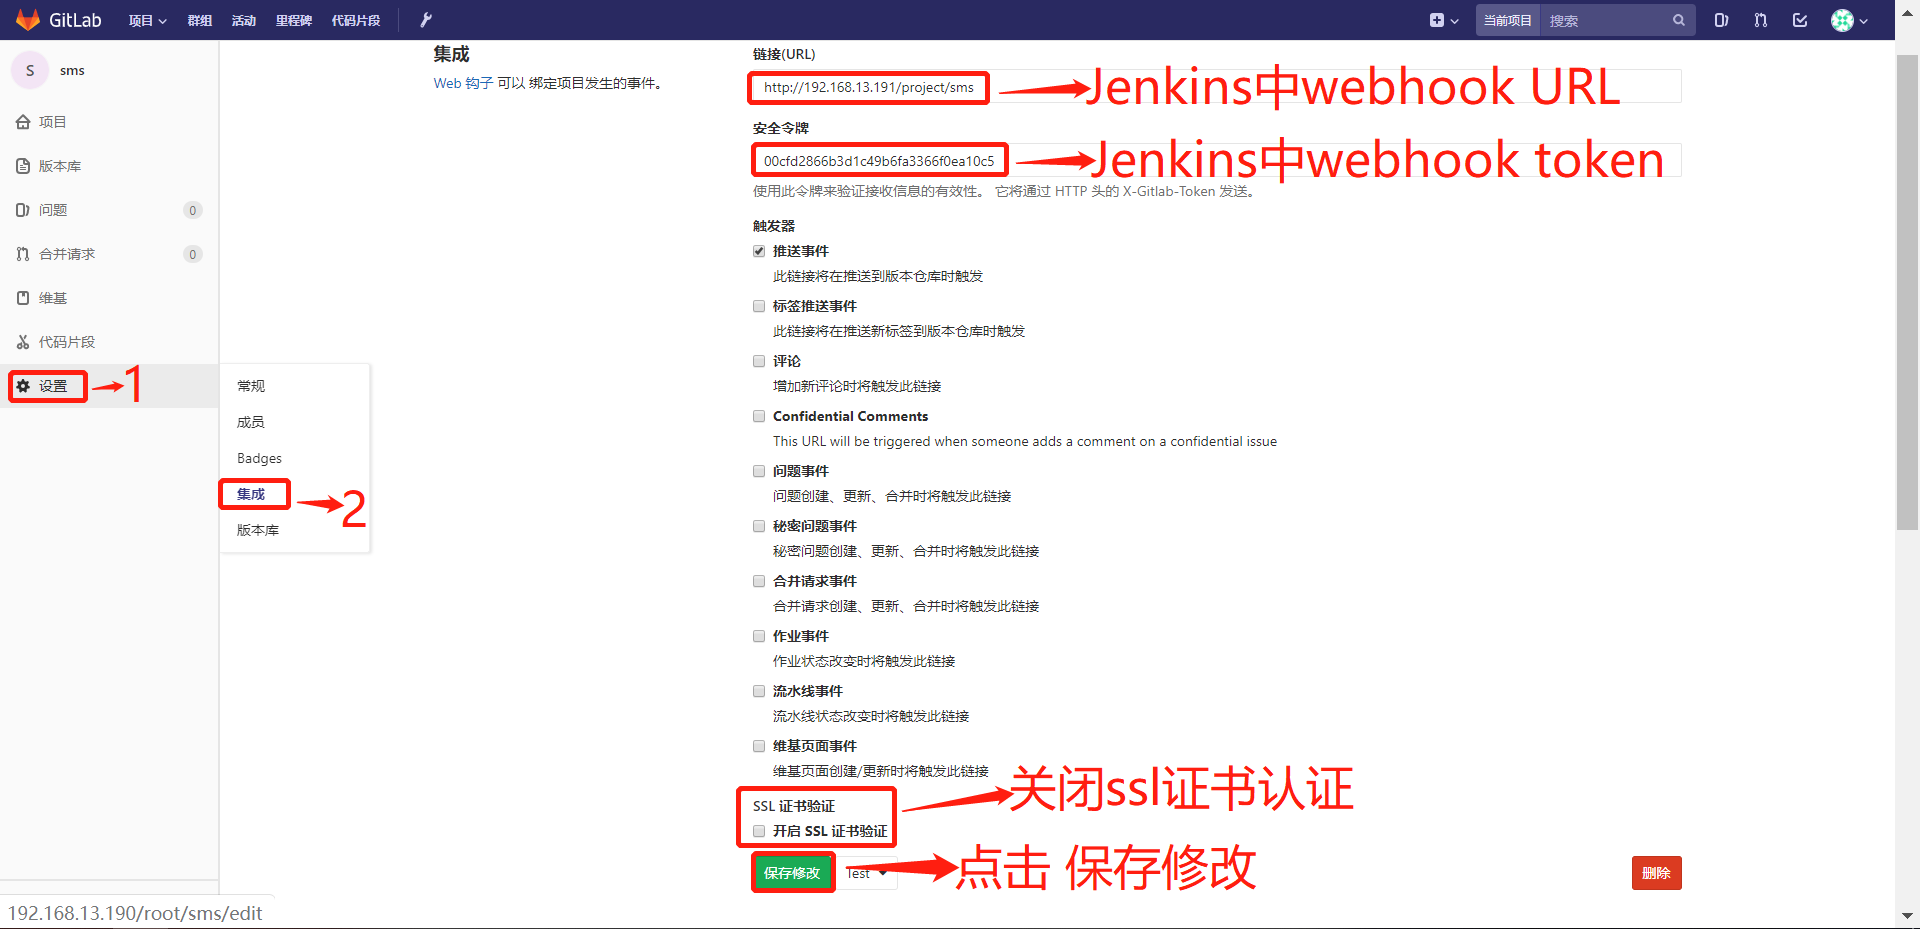 GitLab 项目 群组 活动 里程碑 代码片段 当前项目 搜索
S sms
项目
版本库
问题 0
合并请求 0
维基
代码片段
设置 1
常规
成员
Badges
集成 2
版本库
集成
Web 钩子 可以 绑定项目发生的事件。
链接(URL)
http://192.168.13.191/project/sms Jenkins中webhook URL
安全令牌
00cfd2866b3d1c49b6fa3366f0ea10c5 Jenkins中webhook token
使用此令牌来验证接收信息的有效性。 它将通过 HTTP 头的 X-Gitlab-Token 发送。
触发器
推送事件
此链接将在推送到版本仓库时触发
标签推送事件
此链接将在推送新标签到版本仓库时触发
评论
增加新评论时将触发此链接
Confidential Comments
This URL will be triggered when someone adds a comment on a confidential issue
问题事件
问题创建、更新、合并时将触发此链接
秘密问题事件
秘密问题创建、更新、合并时将触发此链接
合并请求事件
合并请求创建、更新、合并时将触发此链接
作业事件
作业状态改变时将触发此链接
流水线事件
流水线状态改变时将触发此链接
维基页面事件
维基页面创建/更新时将触发此链接
SSL 证书验证 关闭ssl证书认证
开启 SSL 证书验证
保存修改 Test 点击 保存修改 删除
192.168.13.190/root/sms/edit